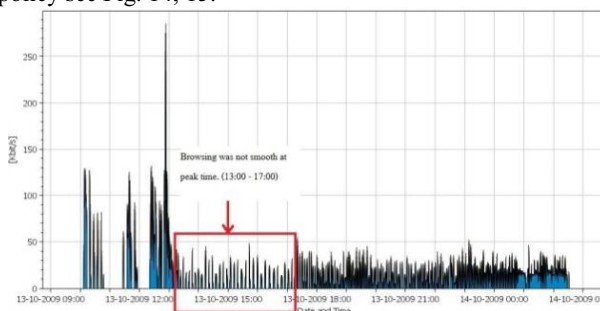 policy see Fig. 14, 15.
250
200
150
100
50
0
[kbit/s]
Browsing was not smooth at
peak time. (13:00 - 17:00)
13-10-2009 09:00 13-10-2009 12:00 13-10-2009 15:00 13-10-2009 18:00 13-10-2009 21:00 14-10-2009 00:00 14-10-2009 0
Date and Time